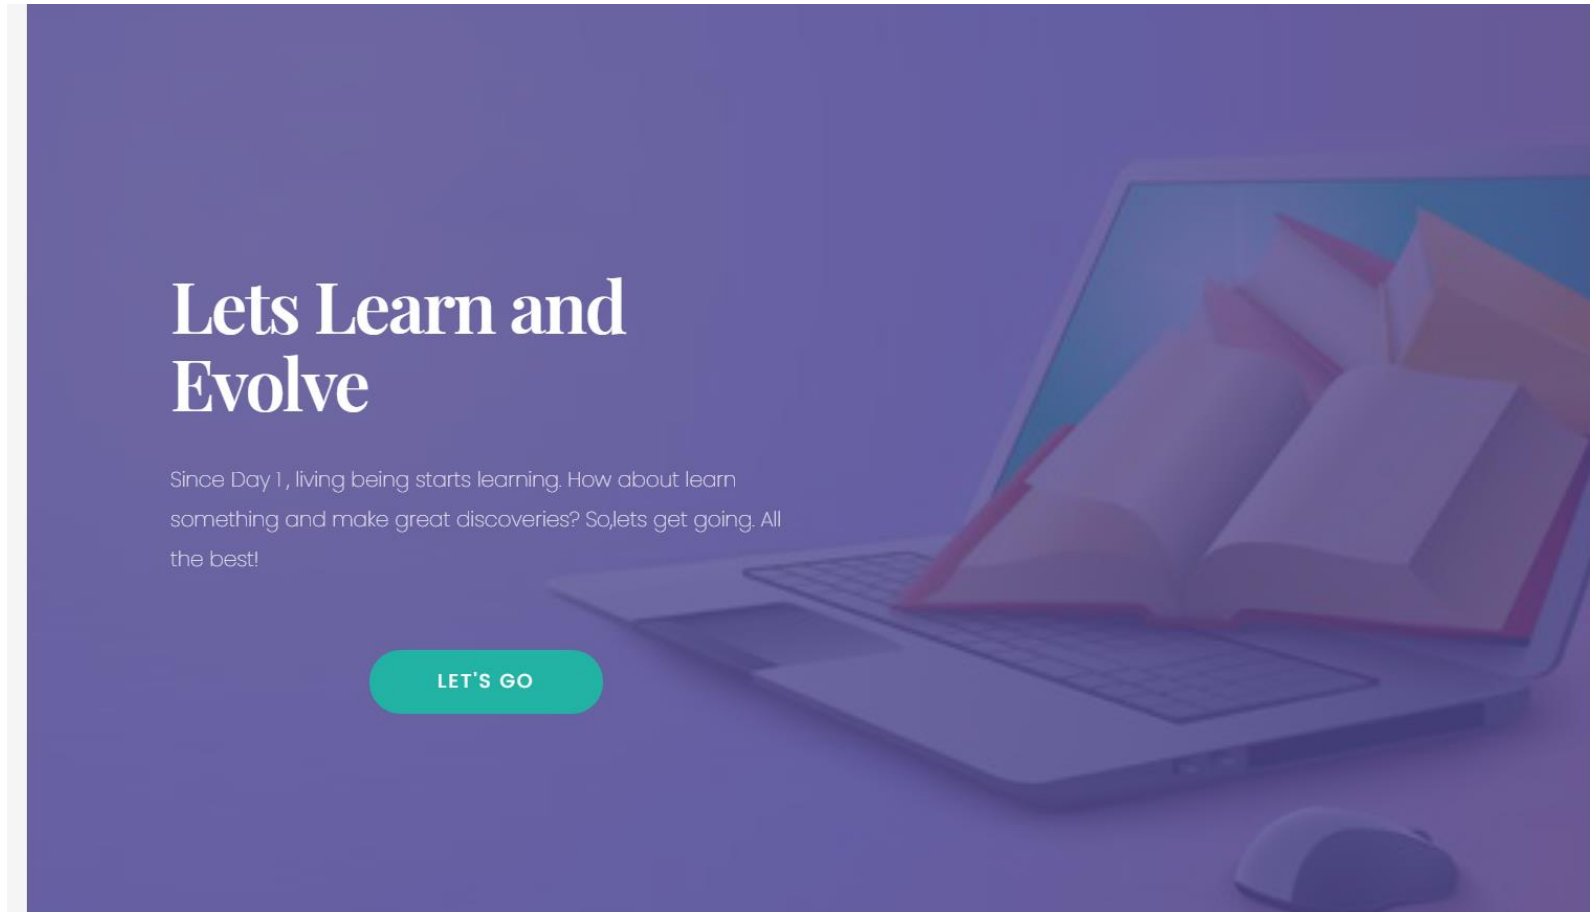 Lets Learn and
Evolve
Since Day 1 , living being starts learning. How about learn
something and make great discoveries? So,lets get going. All
the best!
LET'S GO